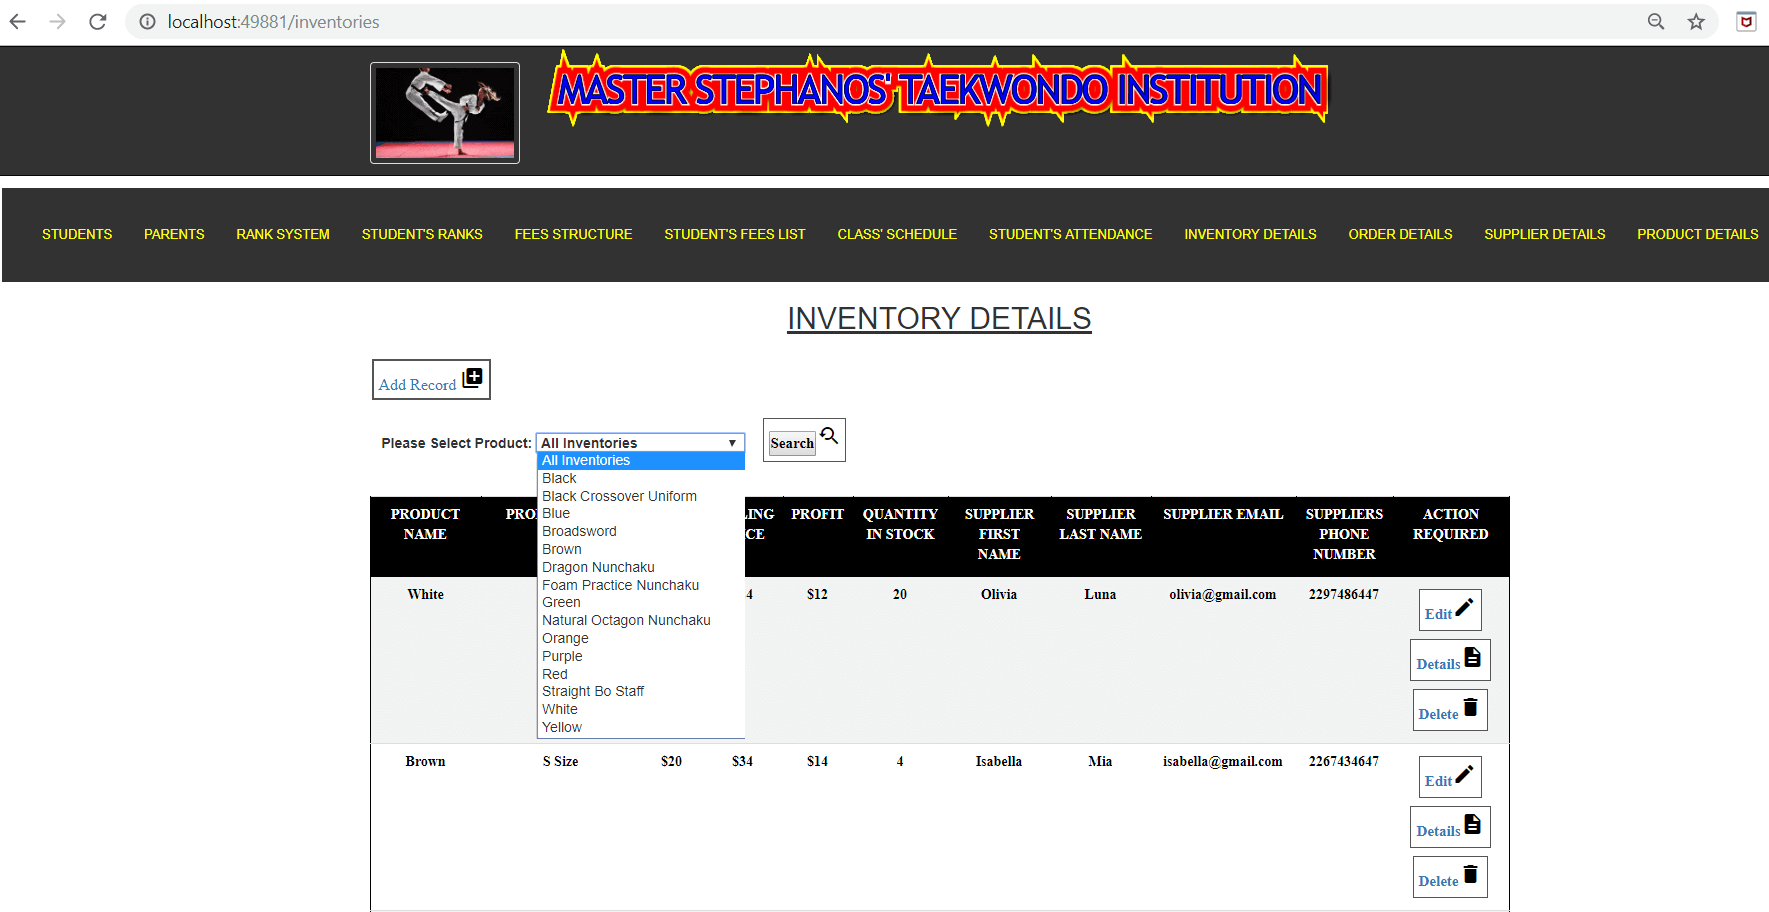 localhost:49881/inventories
MASTER STEPHANOS' TAEKWONDO INSTITUTION
STUDENTS PARENTS RANK SYSTEM STUDENT'S RANKS FEES STRUCTURE STUDENT'S FEES LIST CLASS' SCHEDULE STUDENT'S ATTENDANCE INVENTORY DETAILS ORDER DETAILS SUPPLIER DETAILS PRODUCT DETAILS
INVENTORY DETAILS
Add Record
Please Select Product: All Inventories Search
All Inventories
Black
Black Crossover Uniform
Blue
Broadsword
Brown
Dragon Nunchaku
Foam Practice Nunchaku
Green
Natural Octagon Nunchaku
Orange
Purple
Red
Straight Bo Staff
White
Yellow
PRODUCT PROFIT QUANTITY SUPPLIER SUPPLIER SUPPLIER EMAIL SUPPLIERS ACTION
NAME IN STOCK FIRST LAST NAME PHONE REQUIRED
NAME NUMBER
White $12 20 Olivia Luna olivia@gmail.com 2297486447
Edit
Details
Delete
Brown S Size $20 $34 $14 4 Isabella Mia isabella@gmail.com 2267434647
Edit
Details
Delete